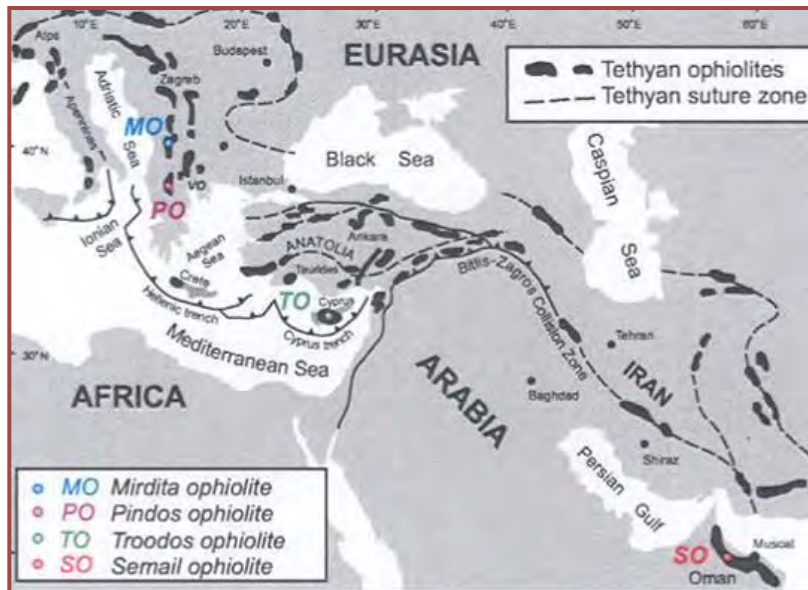 10°E
20°E
30°E
50°E
60°E
Alps
Budapest
EURASIA
Zagreb
Adriatic Sea
Apennines
Tethyan ophiolites
Tethyan suture zone
MO
40°N
Black Sea
Caspian Sea
VO
Istanbul
PO
Ionian Sea
Aegean Sea
Ankara
ANATOLIA
Taurides
Crete
TO
Cyprus
Hellenic trench
Cyprus trench
Bitlis-Zagros Collision Zone
Mediterranean Sea
30°N
Tehran
IRAN
AFRICA
ARABIA
Baghdad
Shiraz
Persian Gulf
MO Mirdita ophiolite
PO Pindos ophiolite
TO Troodos ophiolite
SO Semail ophiolite
SO
Muscat
Oman